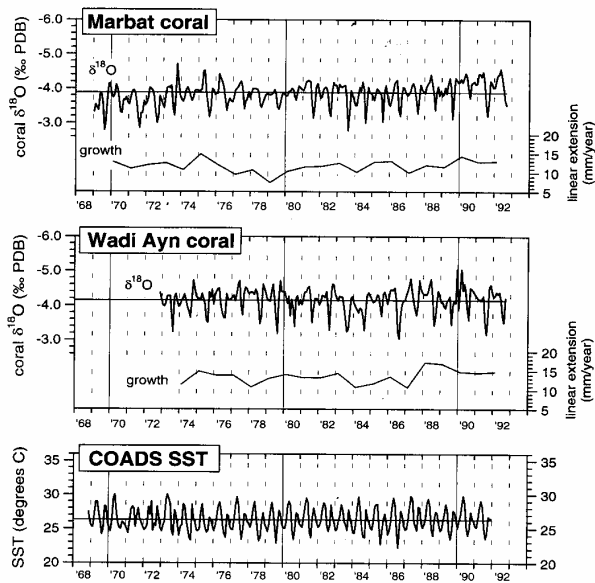 Marbat coral
-6.0
-5.0
-4.0
-3.0
coral δ18O (‰ PDB)
δ18O
growth
20
15
10
5
linear extension
(mm/year)
'68 '70 '72 '74 '76 '78 '80 '82 '84 '86 '88 '90 '92
Wadi Ayn coral
-6.0
-5.0
-4.0
-3.0
coral δ18O (‰ PDB)
δ18O
growth
20
15
10
5
linear extension
(mm/year)
'68 '70 '72 '74 '76 '78 '80 '82 '84 '86 '88 '90 '92
COADS SST
35
30
25
20
SST (degrees C)
35
30
25
20
'68 '70 '72 '74 '76 '78 '80 '82 '84 '86 '88 '90 '92